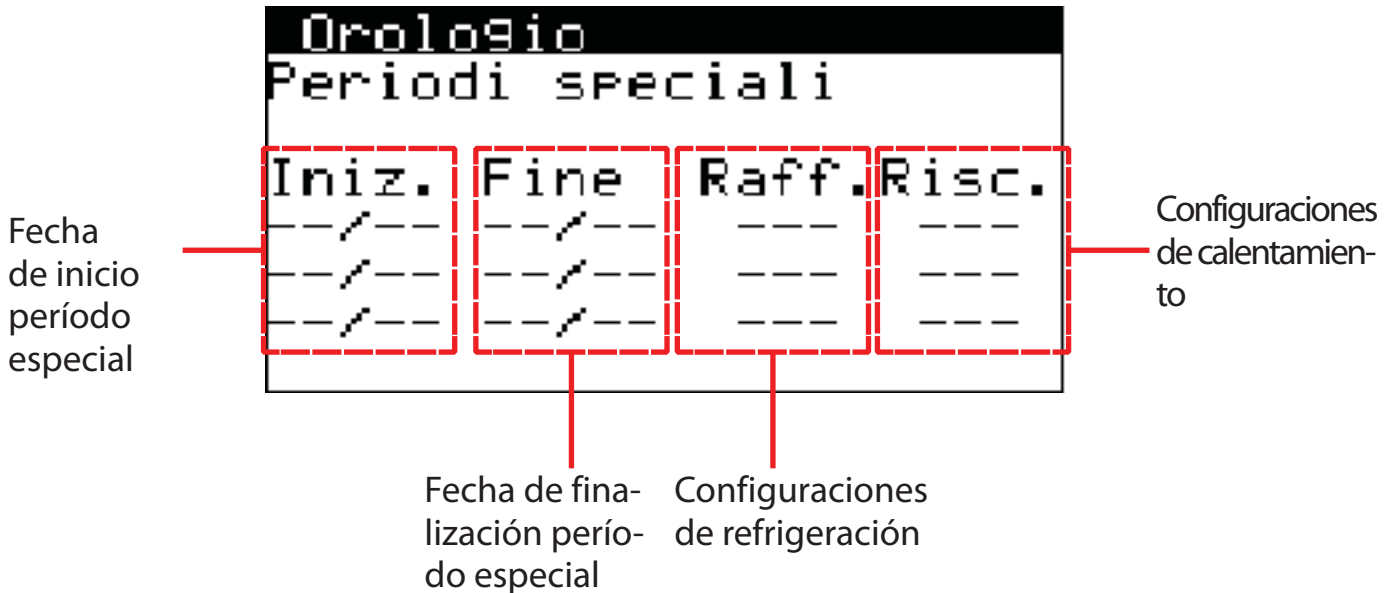 Orologio
Periodi speciali
Iniz. Fine Raff. Risc.
--/-- --/-- --- ---
--/-- --/-- --- ---
--/-- --/-- --- ---
Fecha
de inicio
período
especial
Configuraciones
de calentamien-
to
Fecha de fina-
lización perío-
do especial
Configuraciones
de refrigeración